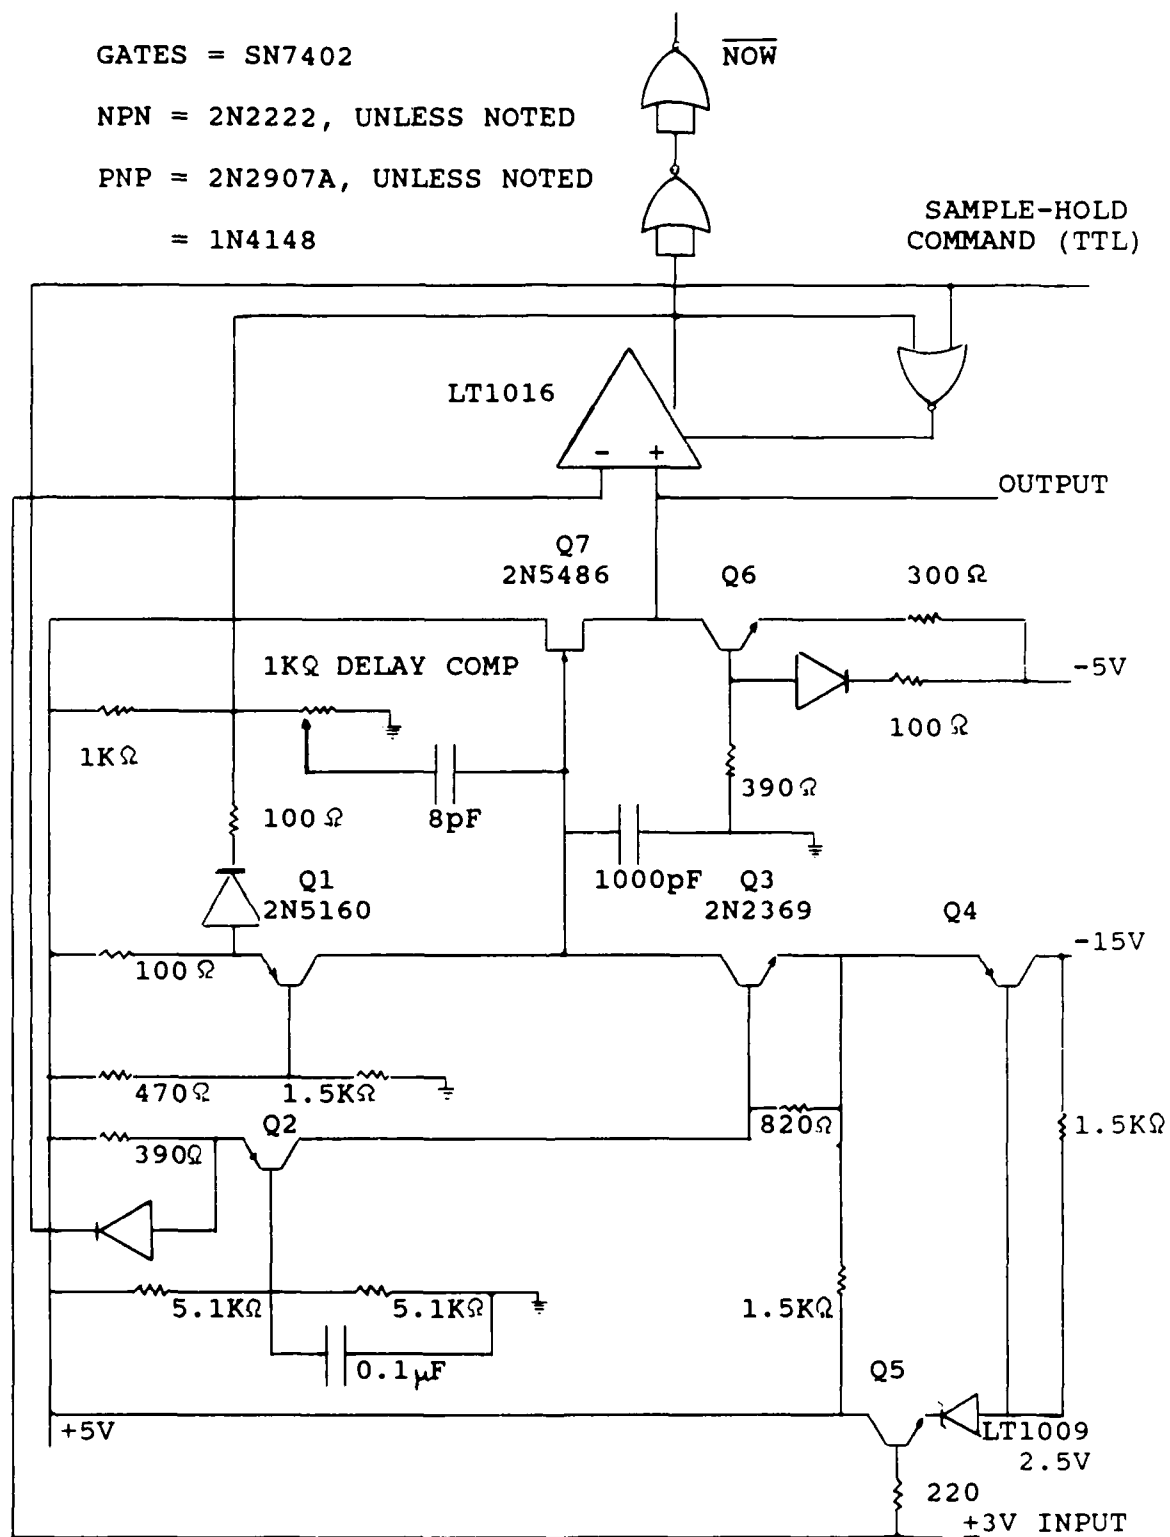 GATES = SN7402
NOW
NPN = 2N2222, UNLESS NOTED
PNP = 2N2907A, UNLESS NOTED
= 1N4148
SAMPLE-HOLD
COMMAND (TTL)
LT1016
- +
OUTPUT
Q7
2N5486
Q6
300Ω
1KΩ DELAY COMP
-5V
1KΩ
100Ω
390Ω
100Ω
8pF
1000pF
Q1
2N5160
Q3
2N2369
Q4
-15V
100Ω
470Ω
1.5KΩ
Q2
820Ω
1.5KΩ
390Ω
5.1KΩ
5.1KΩ
1.5KΩ
0.1μF
Q5
+5V
LT1009
2.5V
220
+3V INPUT